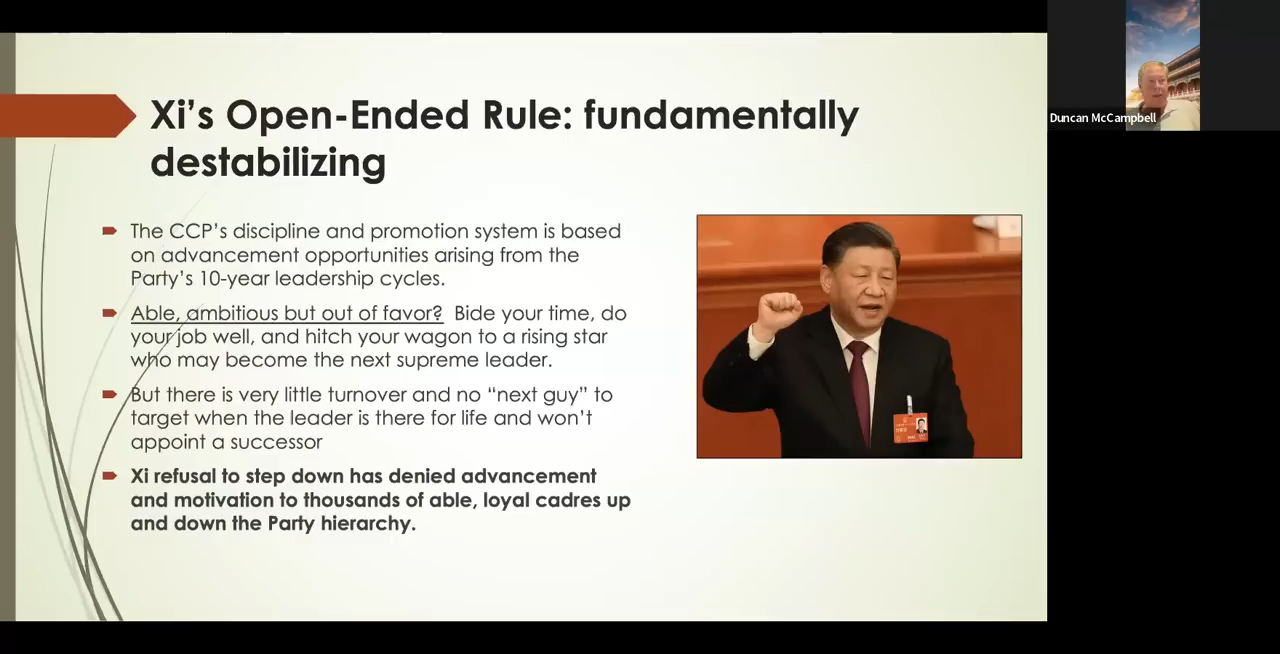 Xi’s Open-Ended Rule: fundamentally
destabilizing
The CCP’s discipline and promotion system is based
on advancement opportunities arising from the
Party’s 10-year leadership cycles.
Able, ambitious but out of favor?  Bide your time, do
your job well, and hitch your wagon to a rising star
who may become the next supreme leader.
But there is very little turnover and no “next guy” to
target when the leader is there for life and won’t
appoint a successor
Xi refusal to step down has denied advancement
and motivation to thousands of able, loyal cadres up
and down the Party hierarchy.
Duncan McCampbell